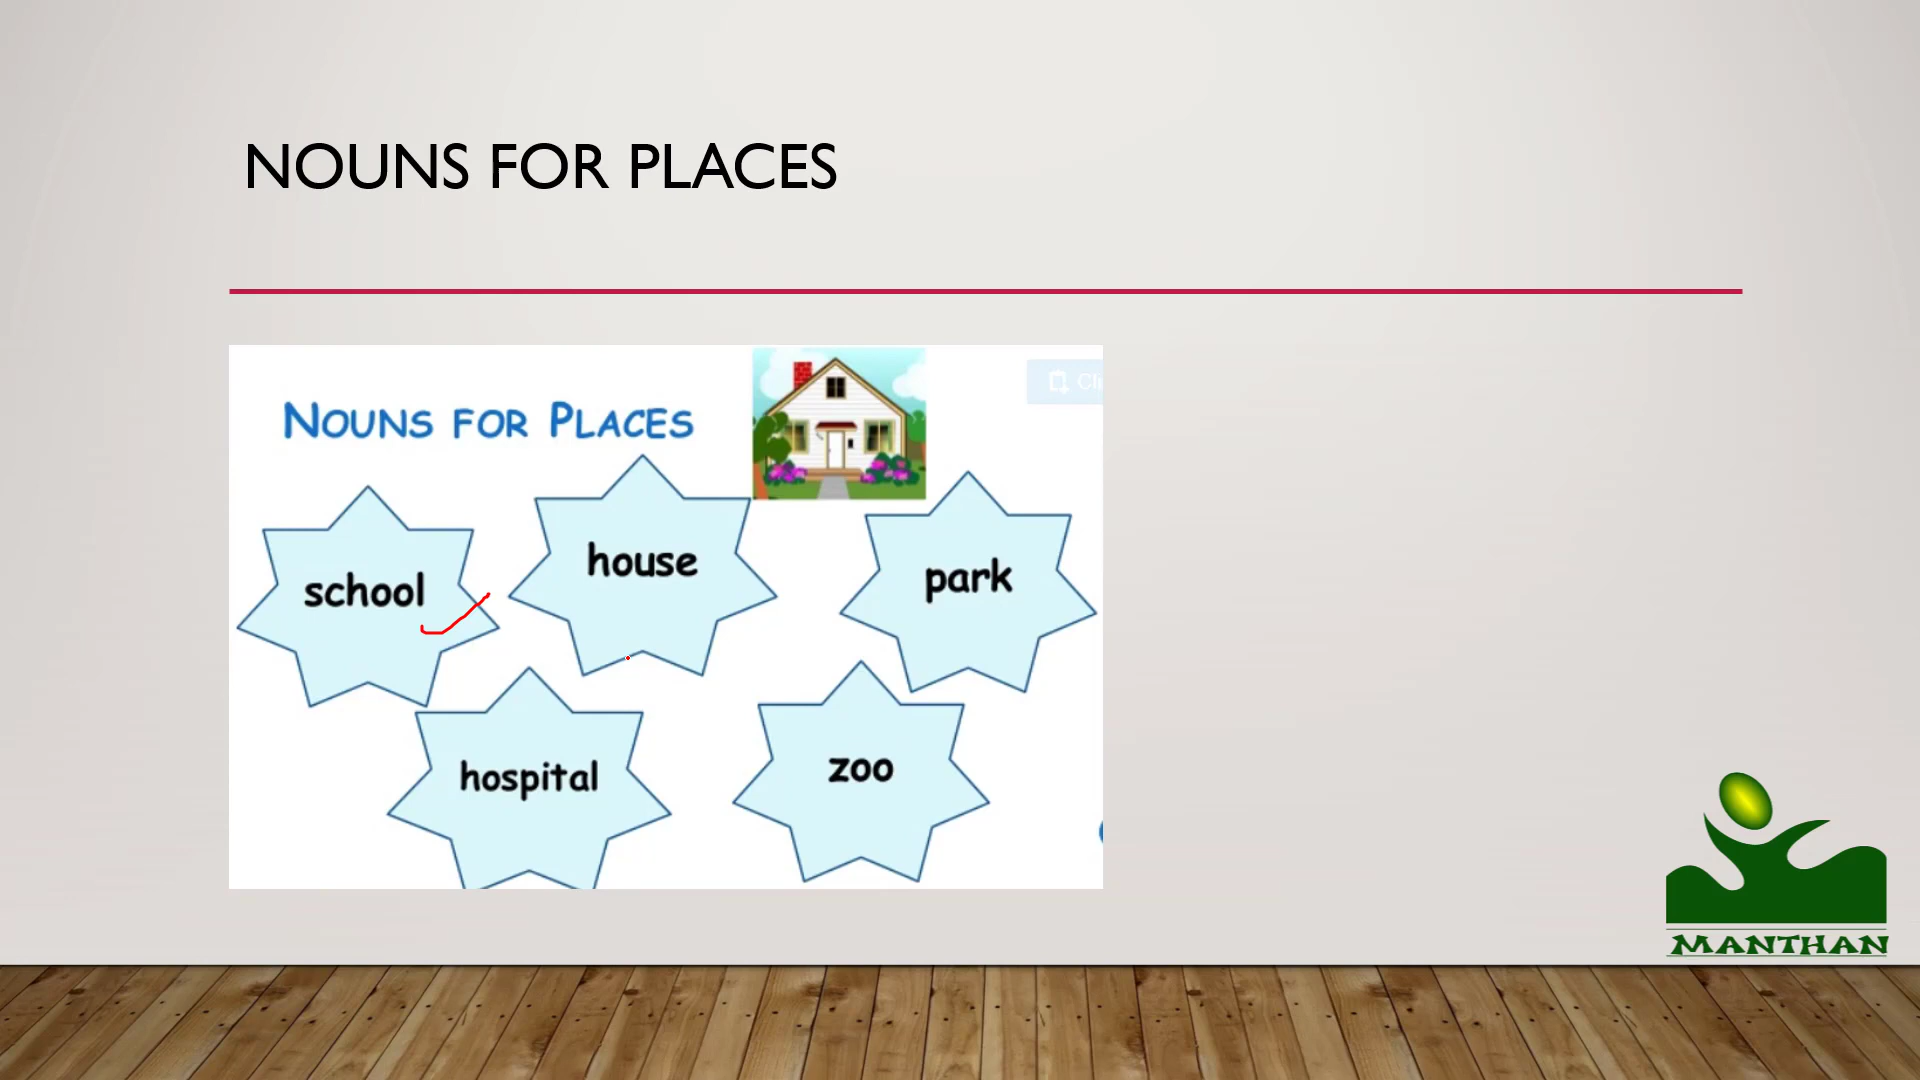 NOUNS FOR PLACES
NOUNS FOR PLACES
school
house
park
hospital
zoo
MANTHAN